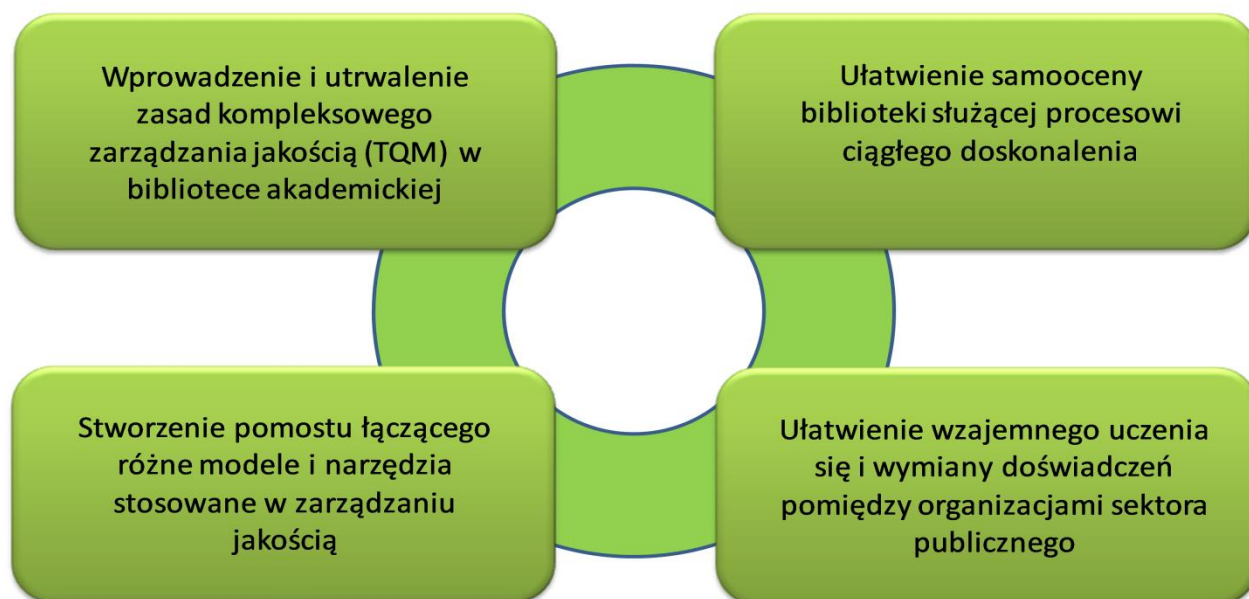 Wprowadzenie i utrwalenie
zasad kompleksowego
zarządzania jakością (TQM) w
bibliotece akademickiej
Ułatwienie samooceny
biblioteki służącej procesowi
ciągłego doskonalenia
Stworzenie pomostu łączącego
różne modele i narzędzia
stosowane w zarządzaniu
jakością
Ułatwienie wzajemnego uczenia
się i wymiany doświadczeń
pomiędzy organizacjami sektora
publicznego